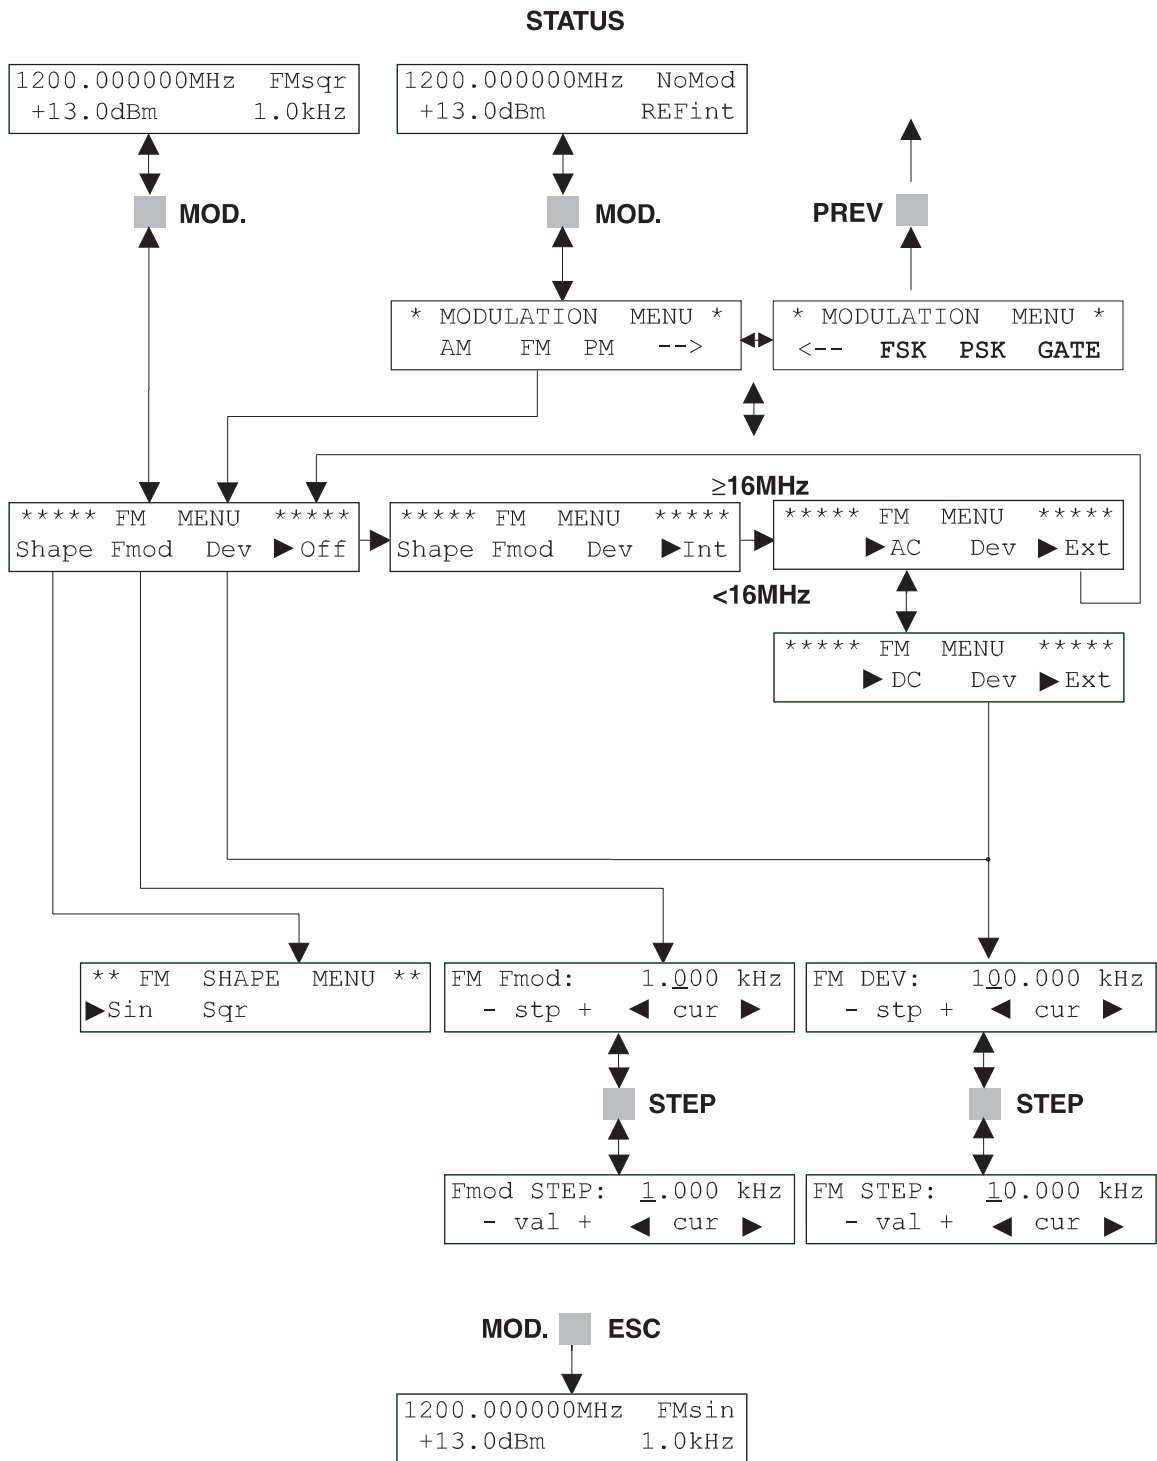 STATUS
1200.000000MHz FMsqr
+13.0dBm 1.0kHz
1200.000000MHz NoMod
+13.0dBm REFint
MOD.
MOD.
PREV
* MODULATION MENU *
AM FM PM -->
* MODULATION MENU *
<-- FSK PSK GATE
≥16MHz
***** FM MENU *****
Shape Fmod Dev ►Off
***** FM MENU *****
Shape Fmod Dev ►Int
***** FM MENU *****
►AC Dev ►Ext
<16MHz
***** FM MENU *****
►DC Dev ►Ext
** FM SHAPE MENU **
►Sin Sqr
FM Fmod: 1.000 kHz
- stp + ◄ cur ►
FM DEV: 100.000 kHz
- stp + ◄ cur ►
STEP
STEP
Fmod STEP: 1.000 kHz
- val + ◄ cur ►
FM STEP: 10.000 kHz
- val + ◄ cur ►
MOD. ESC
1200.000000MHz FMsin
+13.0dBm 1.0kHz